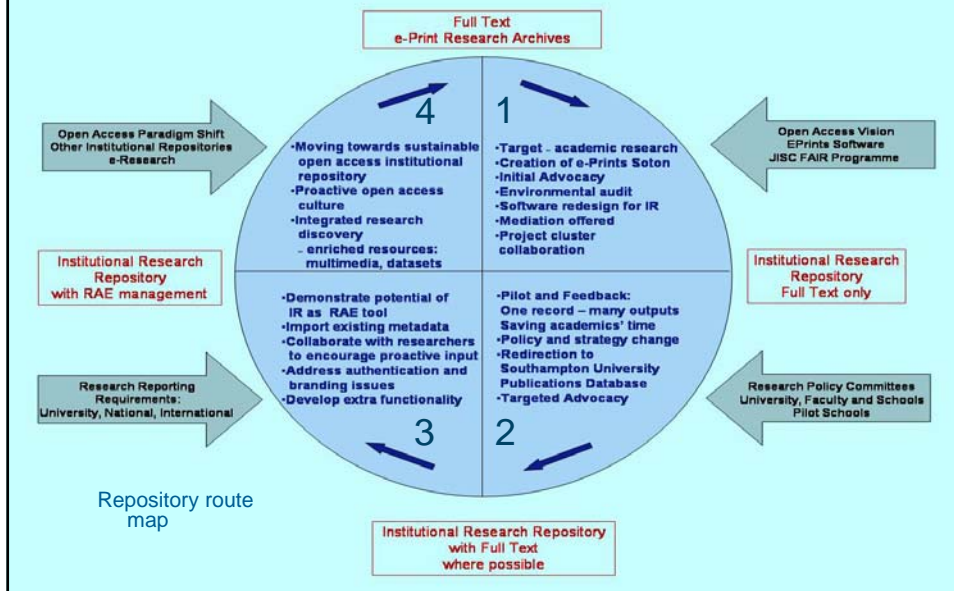 Full Text
e-Print Research Archives
4
1
Open Access Paradigm Shift
Other Institutional Repositories
e-Research
•Moving towards sustainable
open access institutional
repository
•Proactive open access
culture
•Integrated research
discovery
- enriched resources:
multimedia, datasets
•Target - academic research
•Creation of e-Prints Soton
•Initial Advocacy
•Environmental audit
•Software redesign for IR
•Mediation offered
•Project cluster
collaboration
Open Access Vision
EPrints Software
JISC FAIR Programme
Institutional Research
Repository
with RAE management
Institutional Research
Repository
Full Text only
•Demonstrate potential of
IR as RAE tool
•Import existing metadata
•Collaborate with researchers
to encourage proactive input
•Address authentication and
branding issues
•Develop extra functionality
•Pilot and Feedback:
One record – many outputs
Saving academics' time
•Policy and strategy change
•Redirection to
Southampton University
Publications Database
•Targeted Advocacy
Research Reporting
Requirements:
University, National, International
Research Policy Committees
University, Faculty and Schools
Pilot Schools
3
2
Repository route
map
Institutional Research Repository
with Full Text
where possible